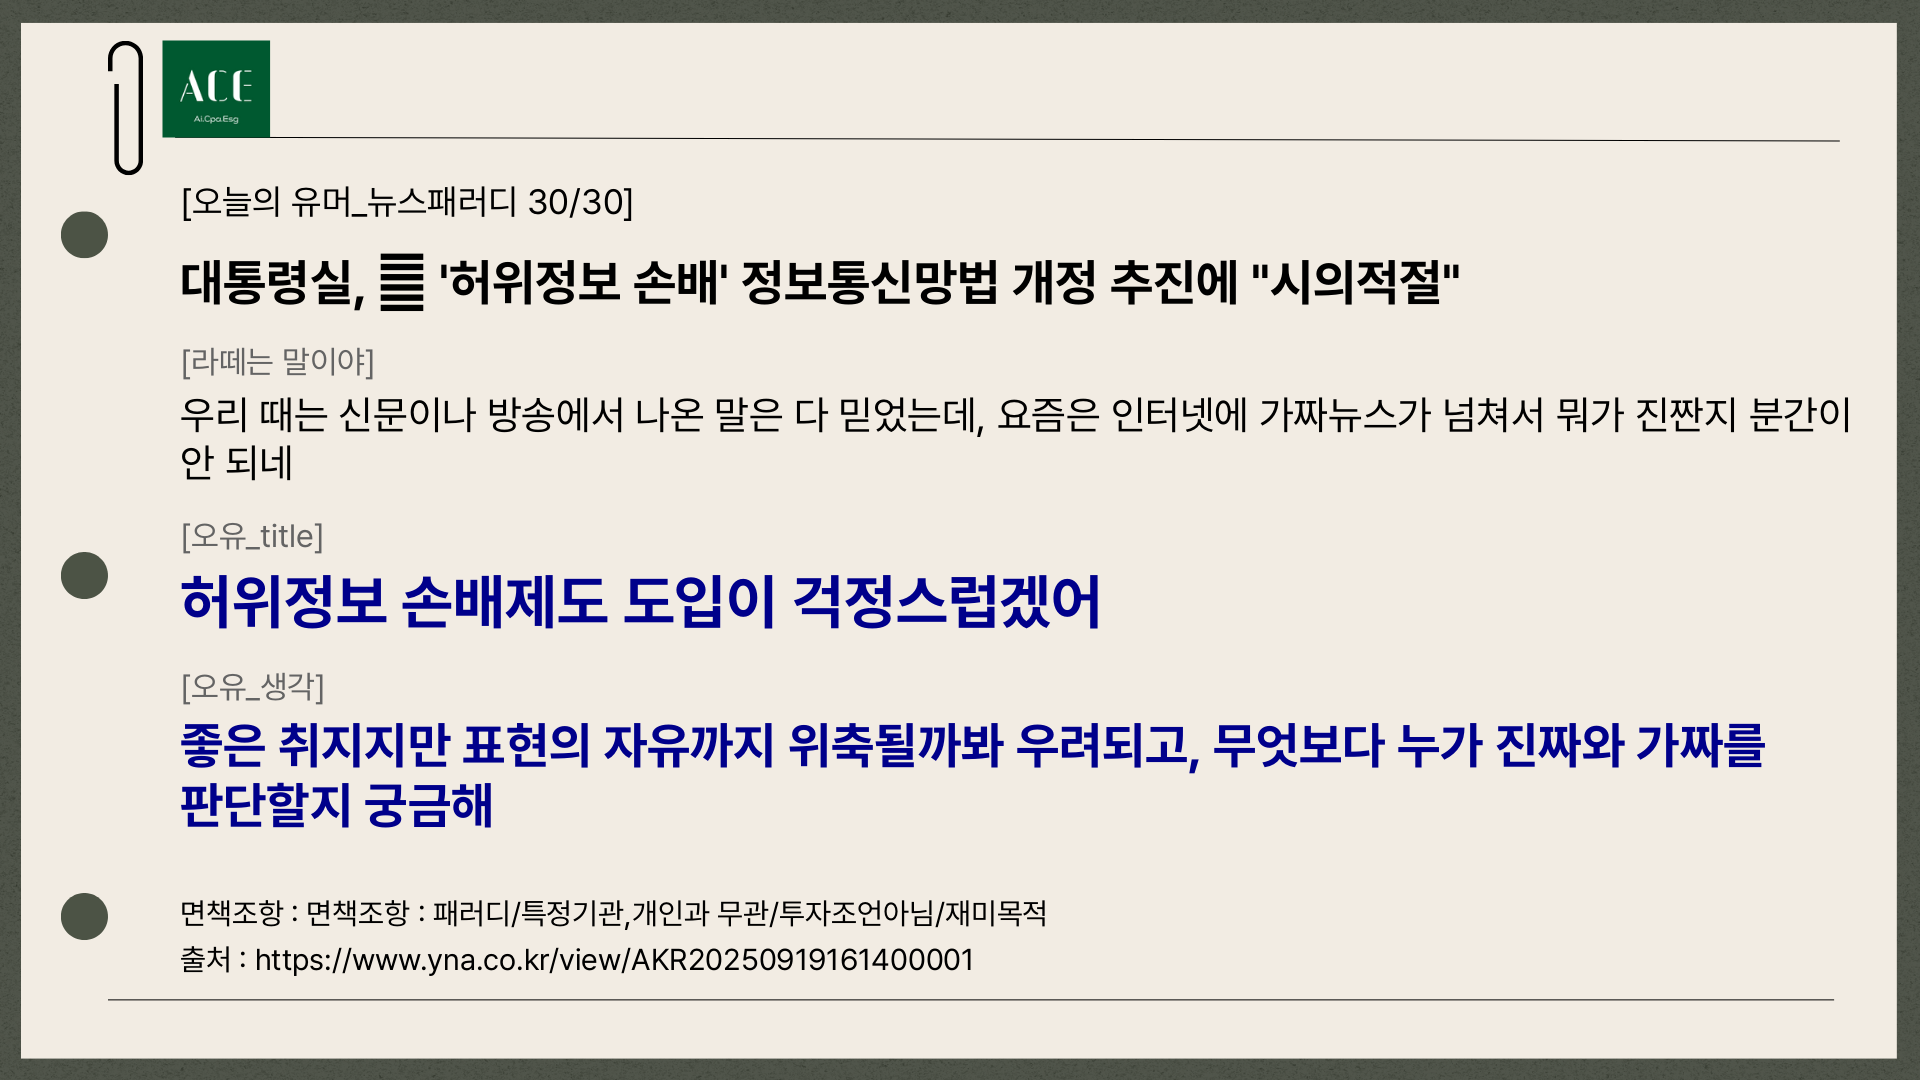 ACE
Ai.Cpa.Esg
[오늘의 유머_뉴스패러디 30/30]
대통령실, '허위정보 손배' 정보통신망법 개정 추진에 "시의적절"
[라떼는 말이야]
우리 때는 신문이나 방송에서 나온 말은 다 믿었는데, 요즘은 인터넷에 가짜뉴스가 넘쳐서 뭐가 진짠지 분간이
안 되네
[오유_title]
허위정보 손배제도 도입이 걱정스럽겠어
[오유_생각]
좋은 취지지만 표현의 자유까지 위축될까봐 우려되고, 무엇보다 누가 진짜와 가짜를
판단할지 궁금해
면책조항 : 면책조항 : 패러디/특정기관,개인과 무관/투자조언아님/재미목적
출처 : https://www.yna.co.kr/view/AKR20250919161400001